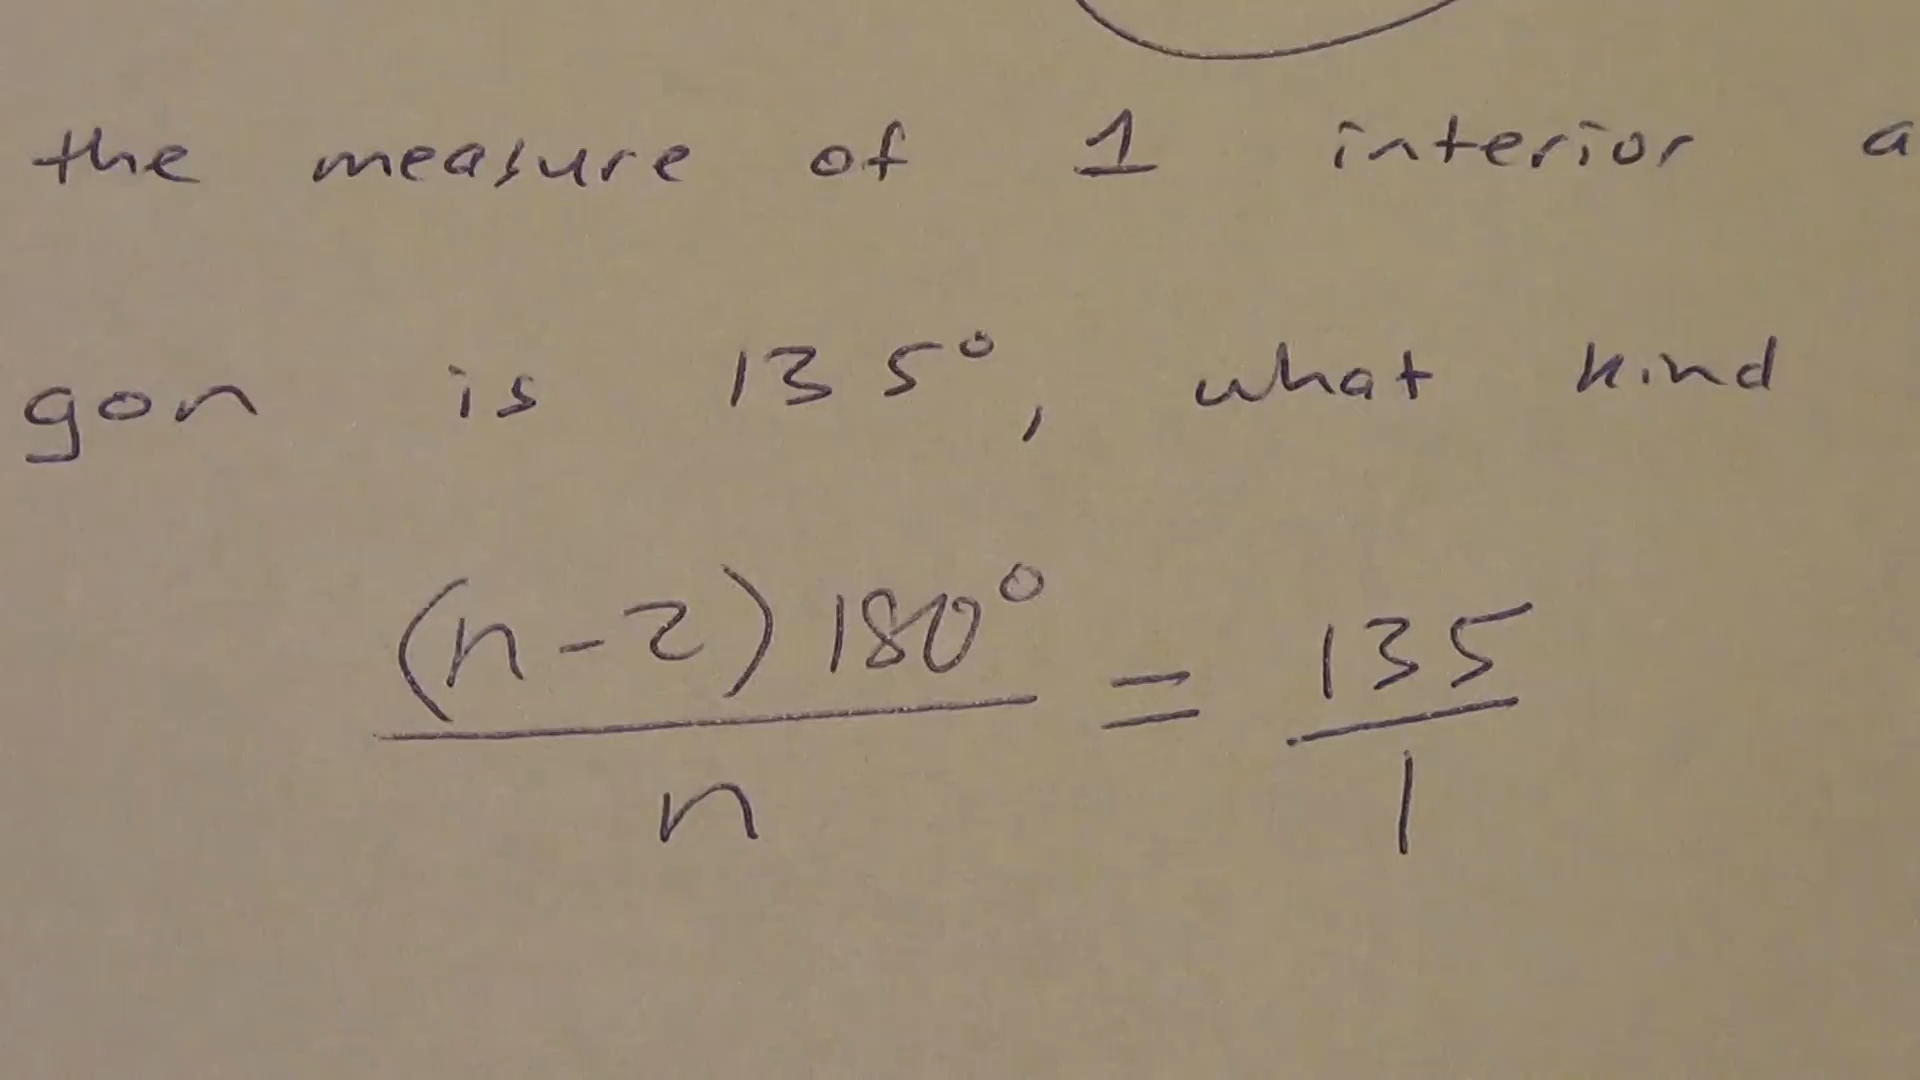 the measure of 1 interior
gon is 135°, what kind
(n-2) 180° = 135
n 1